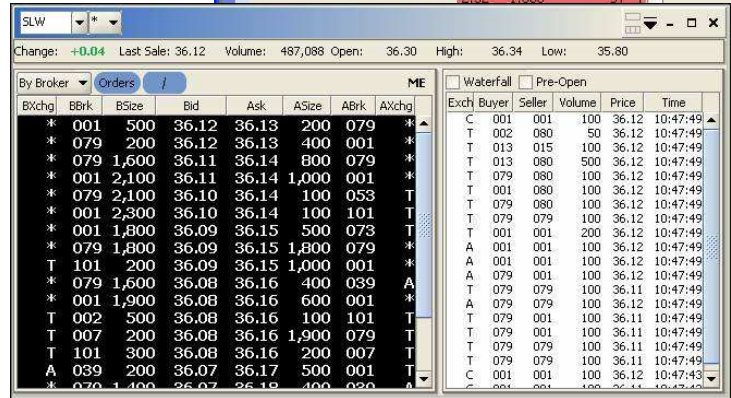 SLW *
Change: +0.04 Last Sale: 36.12 Volume: 487,088 Open: 36.30 High: 36.34 Low: 35.80
By Broker Orders / ME
BXchg BBrk BSize Bid Ask ASize ABrk AXchg
* 001 500 36.12 36.13 200 079 *
* 079 200 36.12 36.13 400 001 *
* 079 1,600 36.11 36.14 800 079 *
* 001 2,100 36.11 36.14 1,000 001 *
* 079 2,100 36.10 36.14 100 053 T
* 001 2,300 36.10 36.14 100 101 T
* 001 1,800 36.09 36.15 500 073 T
* 079 1,800 36.09 36.15 1,800 079 *
T 101 200 36.09 36.15 1,000 001 *
* 079 1,600 36.08 36.16 400 039 A
* 001 1,900 36.08 36.16 600 001 *
T 002 500 36.08 36.16 100 101 T
T 007 200 36.08 36.16 1,900 079 T
T 101 300 36.08 36.16 200 007 T
A 039 200 36.07 36.17 500 001 T
Waterfall Pre-Open
Exch Buyer Seller Volume Price Time
C 001 001 100 36.12 10:47:49
T 002 080 50 36.12 10:47:49
T 013 015 100 36.12 10:47:49
T 013 080 500 36.12 10:47:49
T 079 080 100 36.12 10:47:49
T 001 080 100 36.12 10:47:49
T 079 080 100 36.12 10:47:49
T 079 079 100 36.12 10:47:49
T 001 001 200 36.12 10:47:49
A 001 001 100 36.12 10:47:49
A 001 001 100 36.12 10:47:49
A 079 001 100 36.12 10:47:49
T 079 079 100 36.11 10:47:49
A 079 001 100 36.12 10:47:49
T 079 001 100 36.11 10:47:49
T 079 001 100 36.11 10:47:49
T 079 079 100 36.11 10:47:49
T 079 001 100 36.11 10:47:49
C 001 001 100 36.12 10:47:43